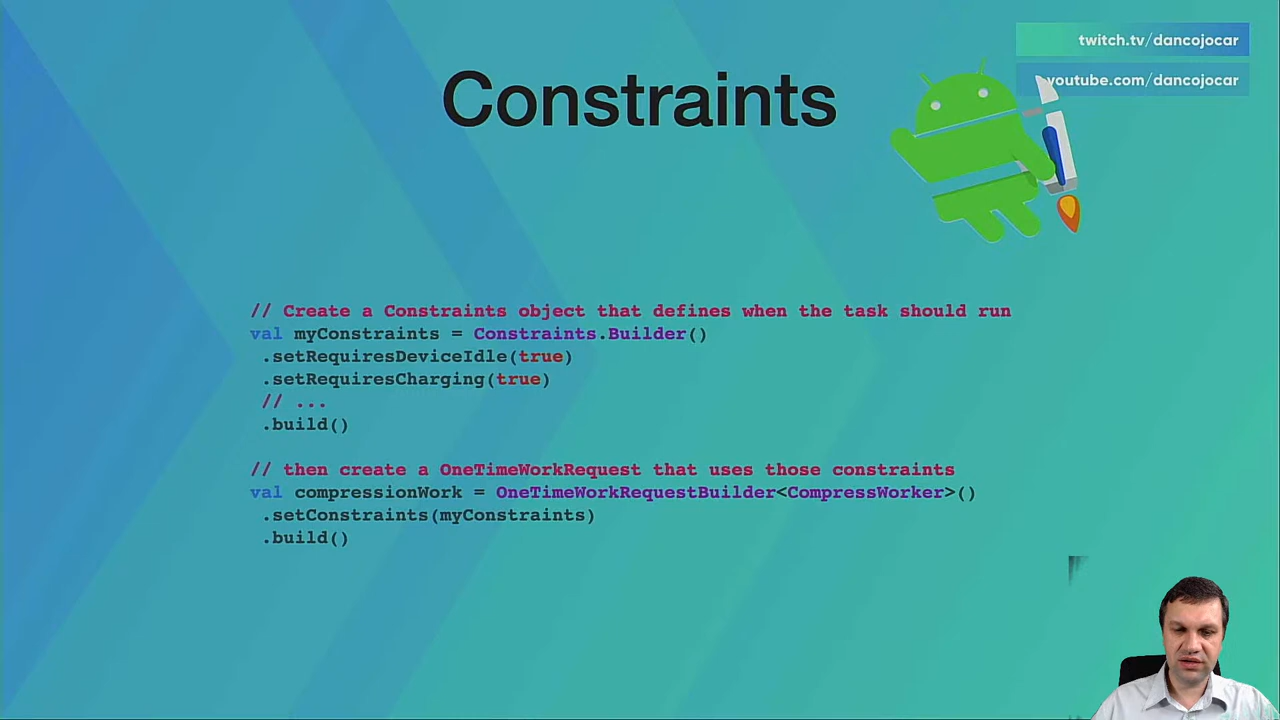 twitch.tv/dancojocar
youtube.com/dancojocar
Constraints
// Create a Constraints object that defines when the task should run
val myConstraints = Constraints.Builder()
.setRequiresDeviceIdle(true)
.setRequiresCharging(true)
// ...
.build()
// then create a OneTimeWorkRequest that uses those constraints
val compressionWork = OneTimeWorkRequestBuilder<CompressWorker>()
.setConstraints(myConstraints)
.build()